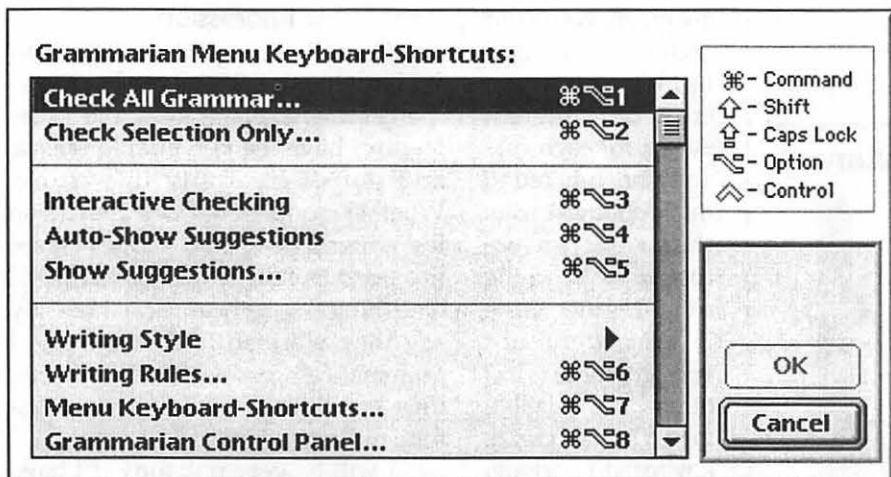 Grammarian Menu Keyboard-Shortcuts:
Check All Grammar... ⌘⌥1
Check Selection Only... ⌘⌥2
Interactive Checking ⌘⌥3
Auto-Show Suggestions ⌘⌥4
Show Suggestions... ⌘⌥5
Writing Style ▶
Writing Rules... ⌘⌥6
Menu Keyboard-Shortcuts... ⌘⌥7
Grammarian Control Panel... ⌘⌥8
⌘ - Command
⇧ - Shift
⇪ - Caps Lock
⌥ - Option
⌃ - Control
OK
Cancel